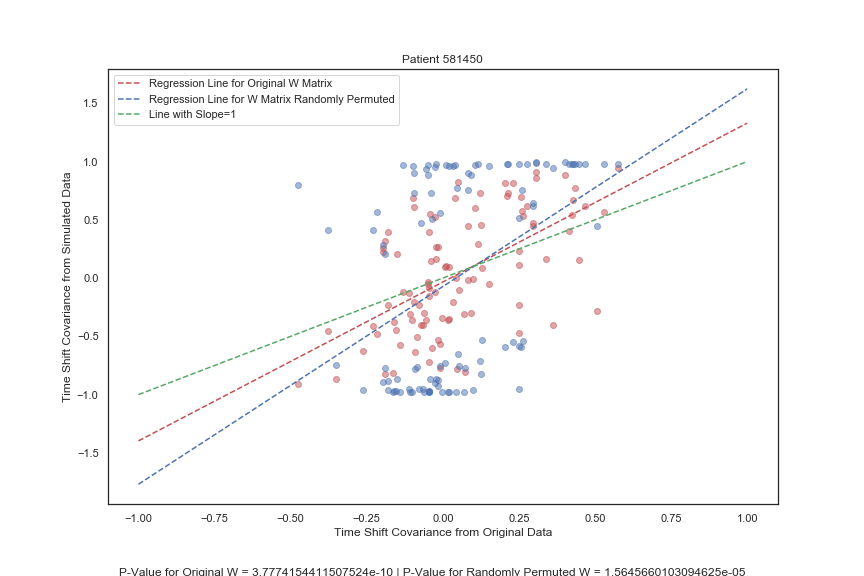 Patient 581450
Regression Line for Original W Matrix
Regression Line for W Matrix Randomly Permuted
Line with Slope=1
Time Shift Covariance from Simulated Data
1.5
1.0
0.5
0.0
−0.5
−1.0
−1.5
−1.00 −0.75 −0.50 −0.25 0.00 0.25 0.50 0.75 1.00
Time Shift Covariance from Original Data
P-Value for Original W = 3.7774154411507524e-10 | P-Value for Randomly Permuted W = 1.5645660103094625e-05